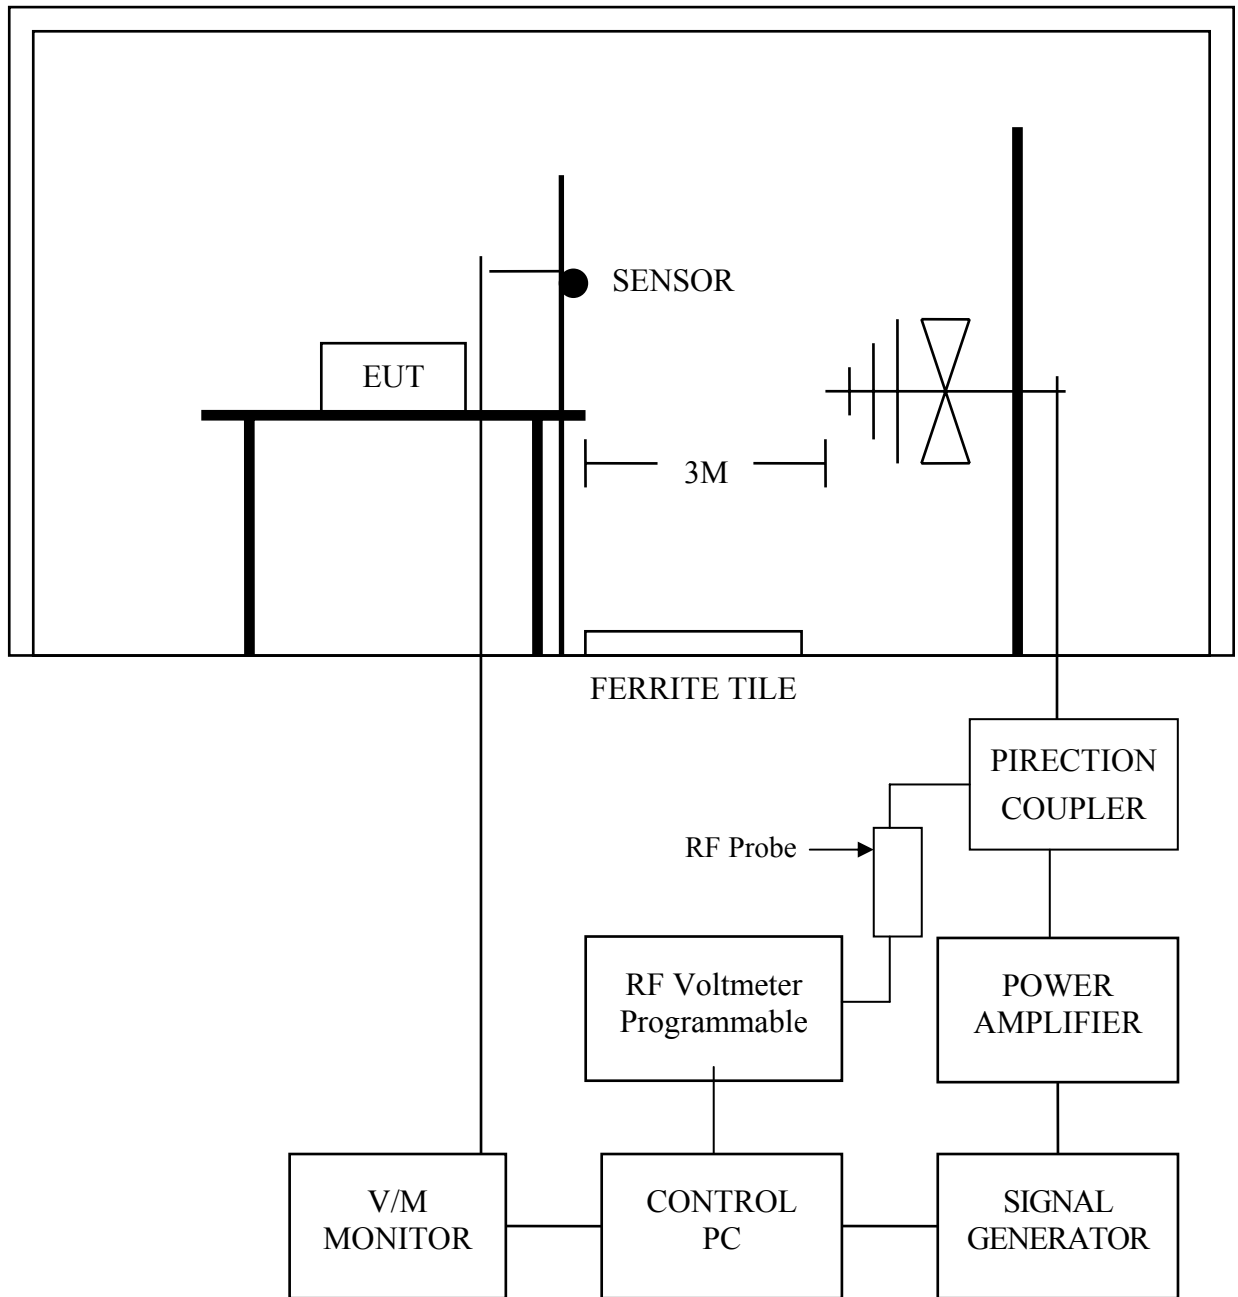 SENSOR
EUT
3M
FERRITE TILE
PIRECTION
COUPLER
RF Probe
RF Voltmeter
Programmable
POWER
AMPLIFIER
V/M
MONITOR
CONTROL
PC
SIGNAL
GENERATOR